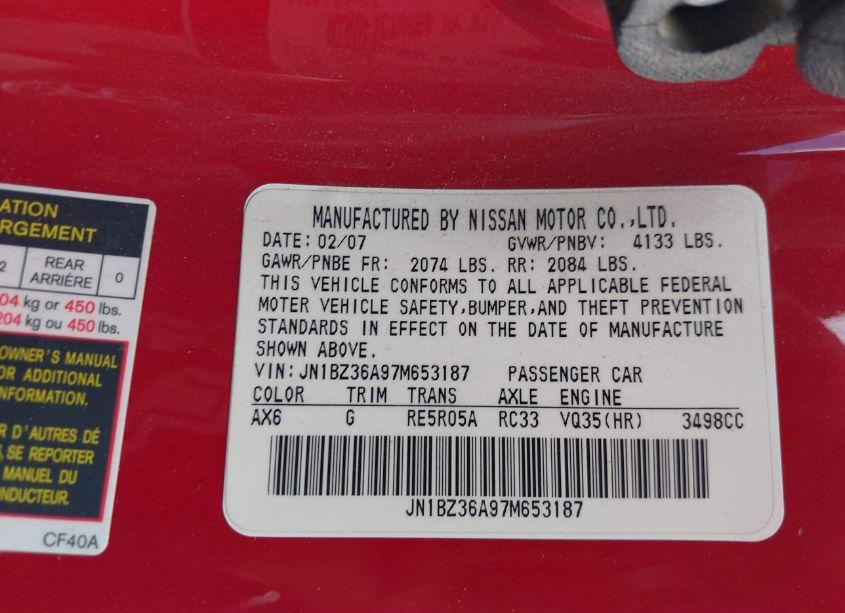 MANUFACTURED BY NISSAN MOTOR CO.,LTD.
DATE: 02/07 GVWR/PNBV: 4133 LBS.
GAWR/PNBE FR: 2074 LBS. RR: 2084 LBS.
THIS VEHICLE CONFORMS TO ALL APPLICABLE FEDERAL
MOTER VEHICLE SAFETY,BUMPER,AND THEFT PREVENTION
STANDARDS IN EFFECT ON THE DATE OF MANUFACTURE
SHOWN ABOVE.
VIN: JN1BZ36A97M653187 PASSENGER CAR
COLOR TRIM TRANS AXLE ENGINE
AX6 G RE5R05A RC33 VQ35(HR) 3498CC
JN1BZ36A97M653187
ATION
RGEMENT
2 REAR ARRIÈRE 0
04 kg or 450 lbs.
204 kg ou 450 lbs.
OWNER'S MANUAL
OR ADDITIONAL
NFORMATION.
R D'AUTRES DÉ
S, SE REPORTER
MANUEL DU
ONDUCTEUR.
CF40A